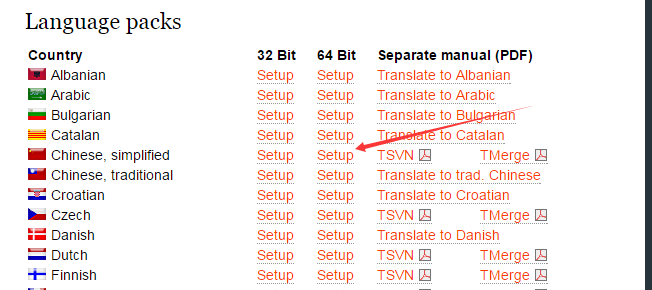 Language packs
Country 32 Bit 64 Bit Separate manual (PDF)
Albanian Setup Setup Translate to Albanian
Arabic Setup Setup Translate to Arabic
Bulgarian Setup Setup Translate to Bulgarian
Catalan Setup Setup Translate to Catalan
Chinese, simplified Setup Setup TSVN TMerge
Chinese, traditional Setup Setup Translate to trad. Chinese
Croatian Setup Setup Translate to Croatian
Czech Setup Setup TSVN TMerge
Danish Setup Setup Translate to Danish
Dutch Setup Setup TSVN TMerge
Finnish Setup Setup TSVN TMerge